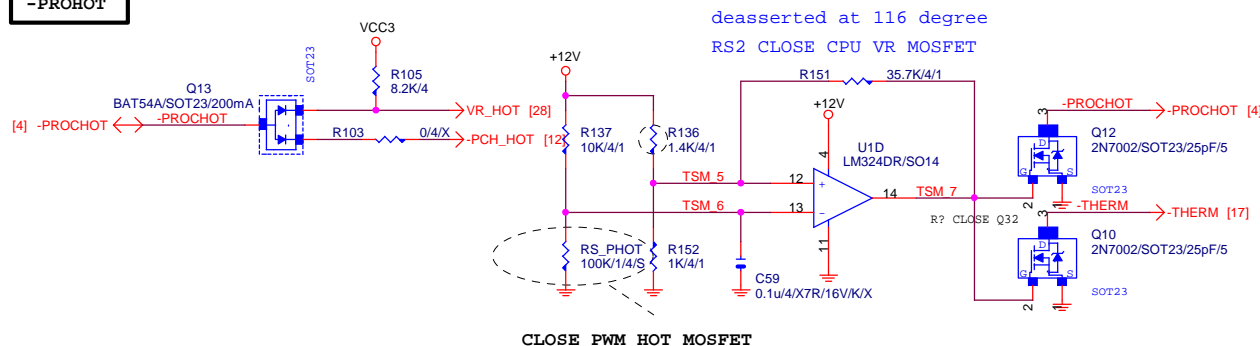 -PROHOT
deasserted at 116 degree
RS2 CLOSE CPU VR MOSFET
VCC3
SOT23
+12V
R151
35.7K/4/1
Q13
BAT54A/SOT23/200mA
R105
8.2K/4
+12V
[4] -PROCHOT
-PROCHOT
VR_HOT [28]
R103
0/4/X
-PCH_HOT [12]
R137
10K/4/1
R136
1.4K/4/1
U1D
LM324DR/SO14
4
TSM_5
12
+
TSM_6
13
-
14
TSM_7
11
R? CLOSE Q32
3
-PROCHOT
-PROCHOT [4]
Q12
2N7002/SOT23/25pF/5
D
G
S
2
1
SOT23
3
-THERM
-THERM [17]
Q10
2N7002/SOT23/25pF/5
D
G
S
2
1
SOT23
RS_PHOT
100K/1/4/S
R152
1K/4/1
C59
0.1u/4/X7R/16V/K/X
CLOSE PWM HOT MOSFET